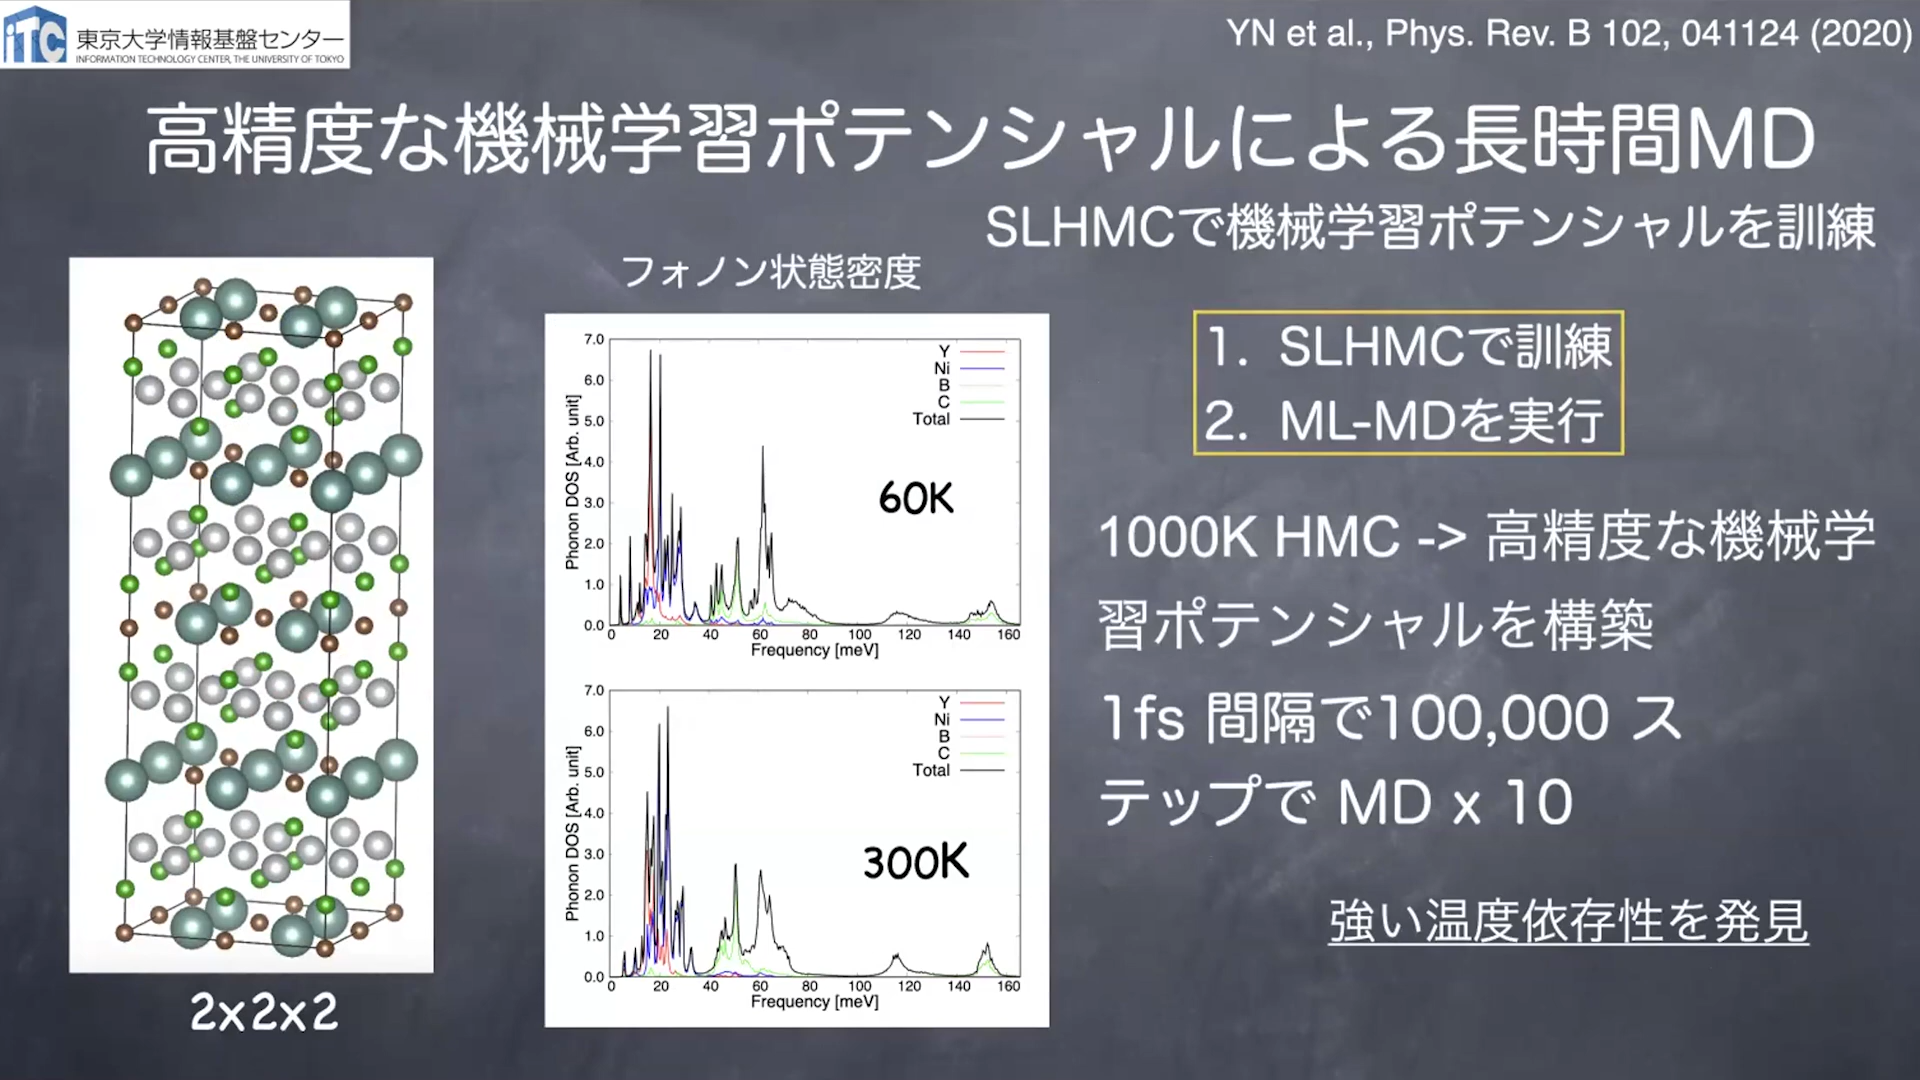 iTC
東京大学情報基盤センター
INFORMATION TECHNOLOGY CENTER, THE UNIVERSITY OF TOKYO
YN et al., Phys. Rev. B 102, 041124 (2020)
高精度な機械学習ポテンシャルによる長時間MD
SLHMCで機械学習ポテンシャルを訓練
2x2x2
フォノン状態密度
Phonon DOS [Arb. unit]
7.0
6.0
5.0
4.0
3.0
2.0
1.0
0.0
Y
Ni
B
C
Total
60K
0 20 40 60 80 100 120 140 160
Frequency [meV]
Phonon DOS [Arb. unit]
7.0
6.0
5.0
4.0
3.0
2.0
1.0
0.0
Y
Ni
B
C
Total
300K
0 20 40 60 80 100 120 140 160
Frequency [meV]
1. SLHMCで訓練
2. ML-MDを実行
1000K HMC -> 高精度な機械学
習ポテンシャルを構築
1fs 間隔で100,000 ス
テップで MD x 10
強い温度依存性を発見